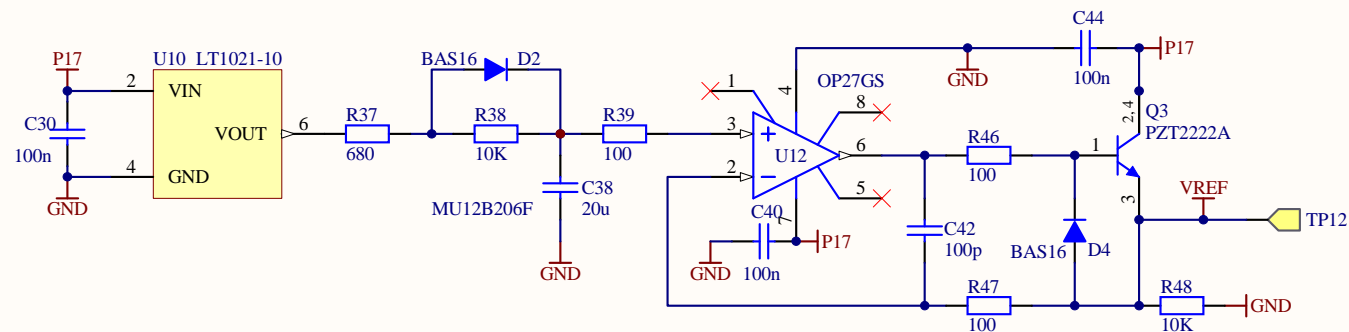 C44
P17
100n
GND
P17
U10 LT1021-10
BAS16
D2
OP27GS
1
4
8
2
VIN
C30
100n
VOUT
6
R37
680
R38
10K
R39
100
3
U12
6
R46
100
1
2, 4
Q3
PZT2222A
4
GND
GND
2
5
3
VREF
TP12
MU12B206F
C38
20u
GND
C40
7
P17
GND
100n
C42
100p
BAS16
D4
R47
100
R48
10K
GND